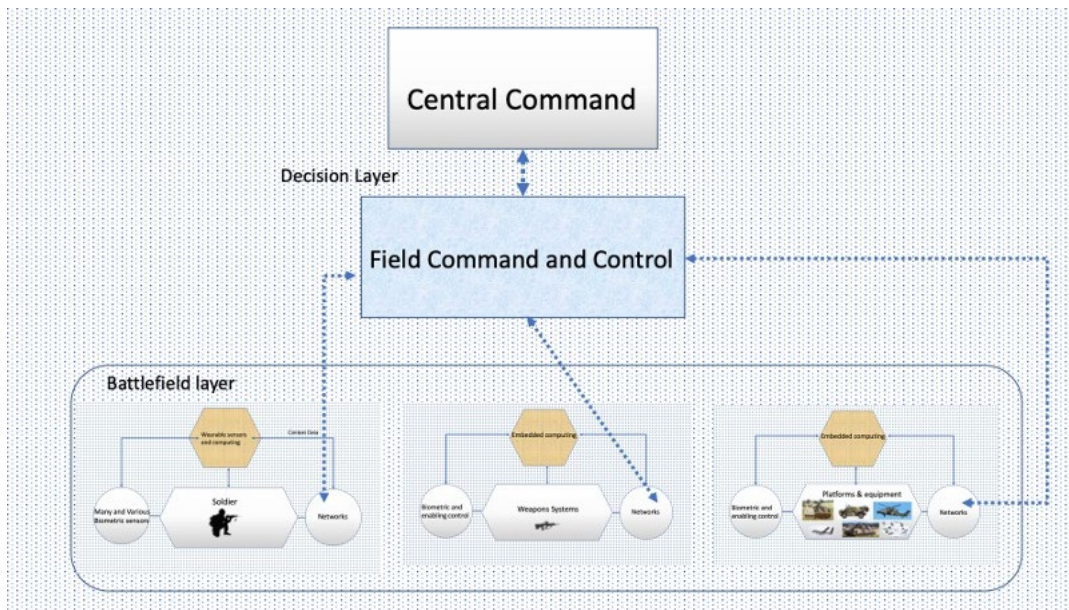 Central Command
Decision Layer
Field Command and Control
Battlefield layer
Wearable sensors
and computing
Context Data
Many and Various
Biometric sensors
Soldier
Networks
Embedded computing
Biometric and
enabling control
Weapons Systems
Networks
Embedded computing
Biometric and
enabling control
Platforms & equipment
Networks